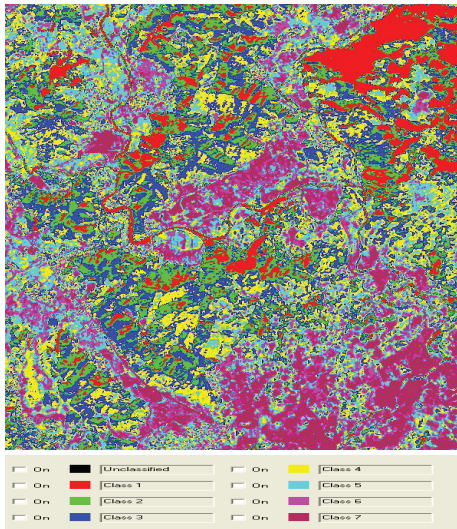 On Unclassified On Class 4
On Class 1 On Class 5
On Class 2 On Class 6
On Class 3 On Class 7